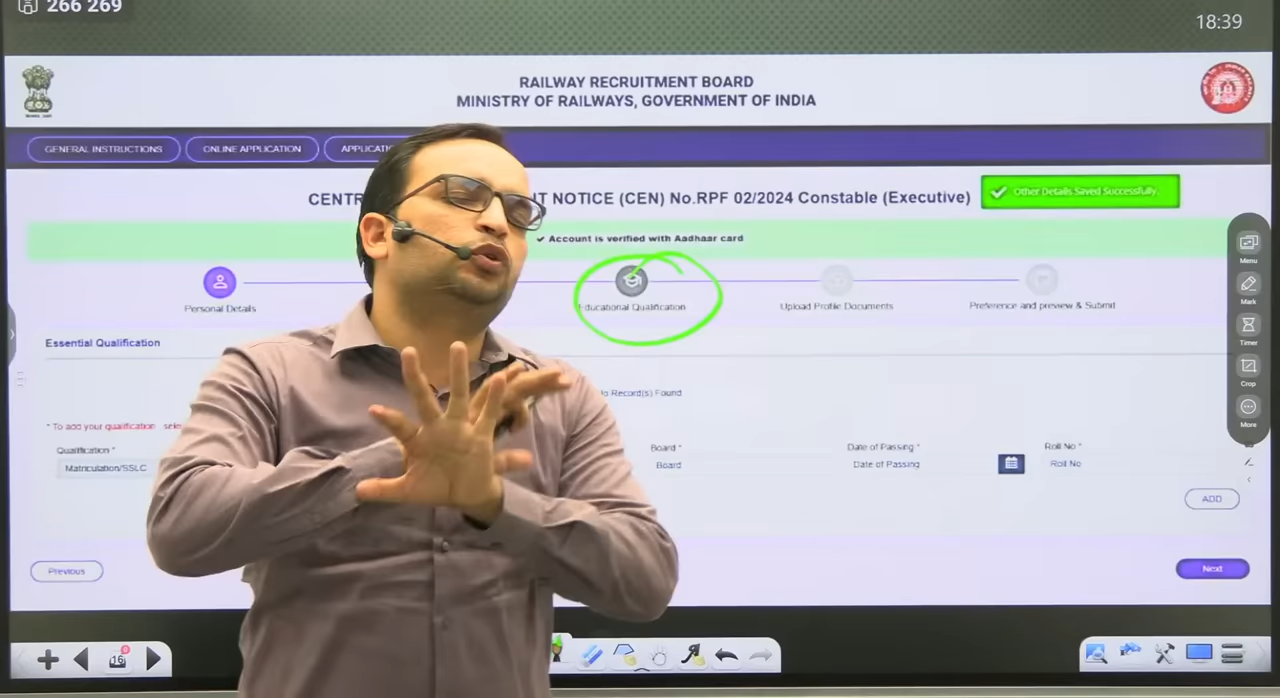 266 269
18:39
RAILWAY RECRUITMENT BOARD
MINISTRY OF RAILWAYS, GOVERNMENT OF INDIA
GENERAL INSTRUCTIONS
ONLINE APPLICATION
CENTR
T NOTICE (CEN) No.RPF 02/2024 Constable (Executive)
Other Details Saved Successfully.
Account is verified with Aadhaar card
Personal Details
Educational Qualification
Upload Profile Documents
Preference and preview & Submit
Menu
Mark
Timer
Crop
More
Essential Qualification
Record(s) Found
* To add your qualification sele
Qualification *
Board *
Date of Passing *
Roll No *
Matriculation/SSLC
Board
Date of Passing
Roll No
ADD
Previous
Next
16